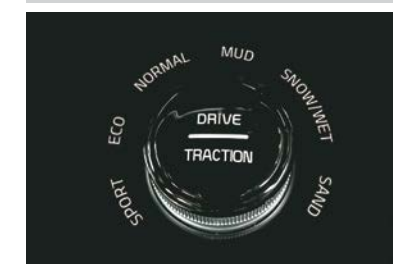 SPORT
ECO
NORMAL
MUD
SNOW/WET
SAND
DRIVE
TRACTION